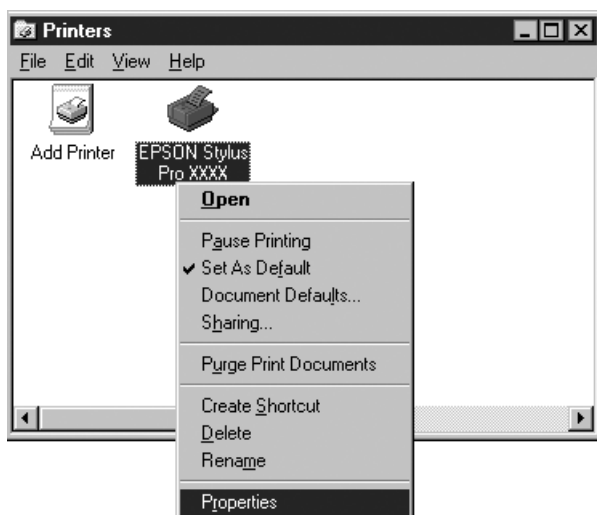 Printers
File Edit View Help
Add Printer
EPSON Stylus
Pro XXXX
Open
Pause Printing
Set As Default
Document Defaults...
Sharing...
Purge Print Documents
Create Shortcut
Delete
Rename
Properties